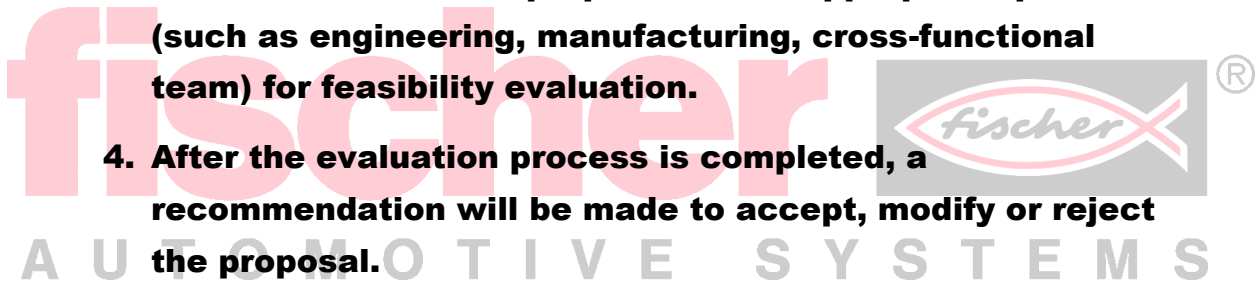 (such as engineering, manufacturing, cross-functional
team) for feasibility evaluation.
4. After the evaluation process is completed, a
recommendation will be made to accept, modify or reject
the proposal.
fischer
fischer ®
AUTOMOTIVE SYSTEMS